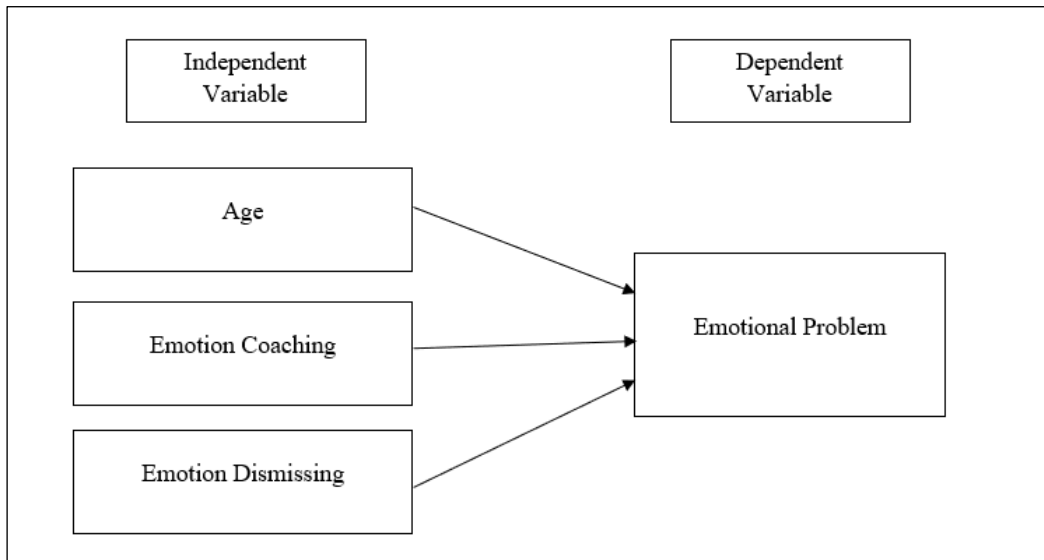 Independent
Variable
Dependent
Variable
Age
Emotion Coaching
Emotional Problem
Emotion Dismissing